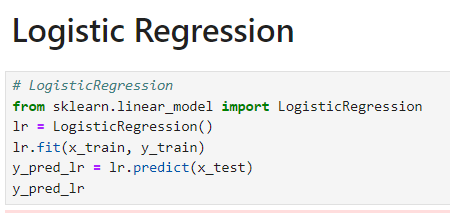 Logistic Regression
# LogisticRegression
from sklearn.linear_model import LogisticRegression
lr = LogisticRegression()
lr.fit(x_train, y_train)
y_pred_lr = lr.predict(x_test)
y_pred_lr